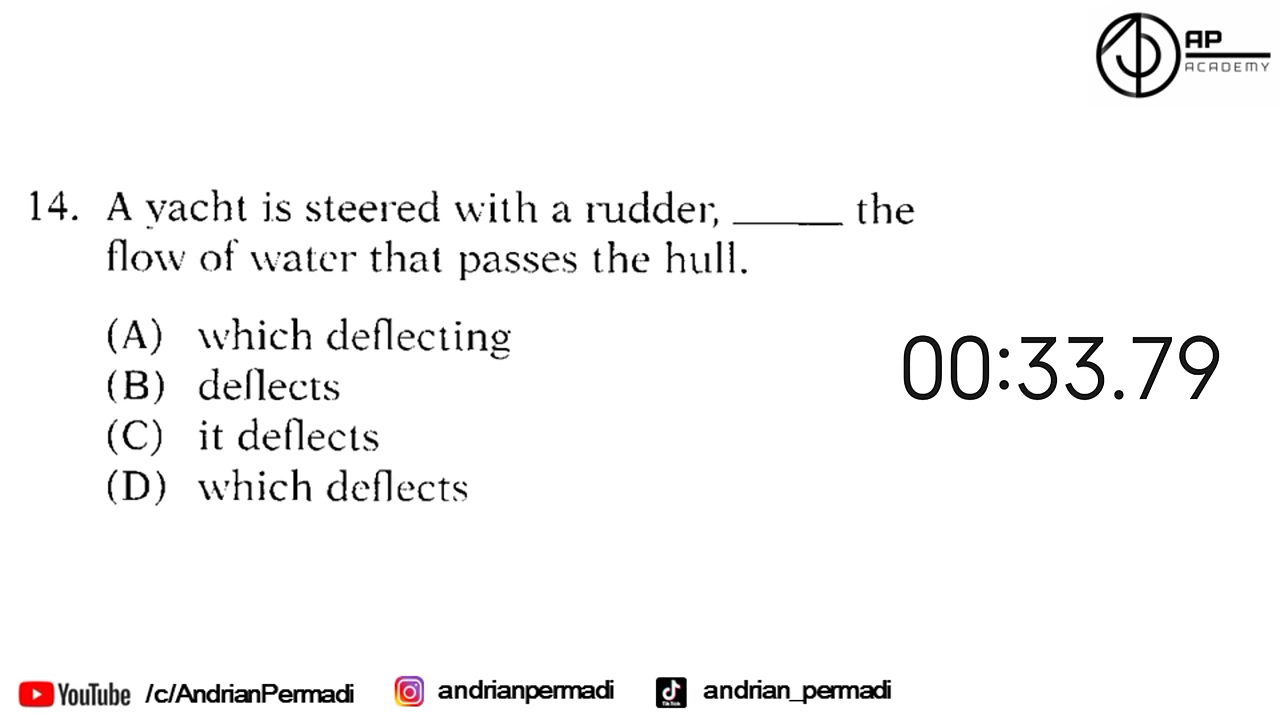 AP
ACADEMY
14. A yacht is steered with a rudder, _____ the
flow of water that passes the hull.
(A) which deflecting
(B) deflects
(C) it deflects
(D) which deflects
00:33.79
YouTube /c/AndrianPermadi andrianpermadi TikTok andrian_permadi